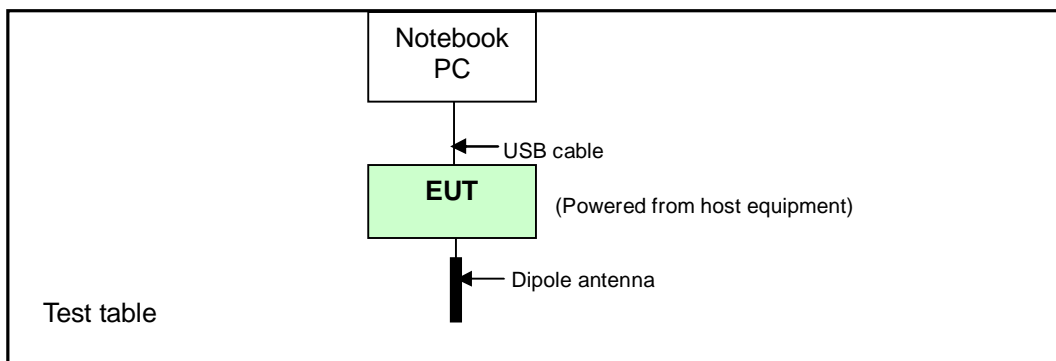 Notebook
PC
USB cable
EUT
(Powered from host equipment)
Dipole antenna
Test table